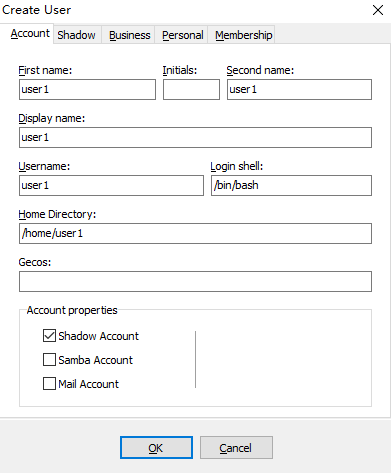 Create User
Account Shadow Business Personal Membership
First name: Initials: Second name:
user1 user1
Display name:
user1
Username: Login shell:
user1 /bin/bash
Home Directory:
/home/user1
Gecos:
Account properties
Shadow Account
Samba Account
Mail Account
OK Cancel